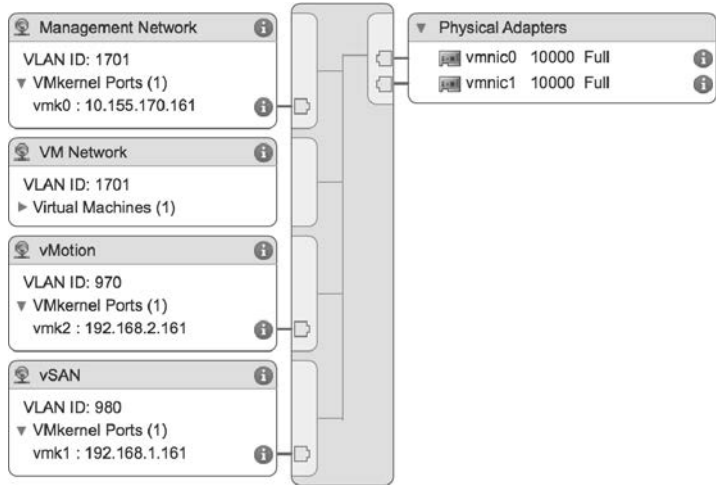 Management Network
VLAN ID: 1701
VMkernel Ports (1)
vmk0 : 10.155.170.161
VM Network
VLAN ID: 1701
Virtual Machines (1)
vMotion
VLAN ID: 970
VMkernel Ports (1)
vmk2 : 192.168.2.161
vSAN
VLAN ID: 980
VMkernel Ports (1)
vmk1 : 192.168.1.161
Physical Adapters
vmnic0 10000 Full
vmnic1 10000 Full